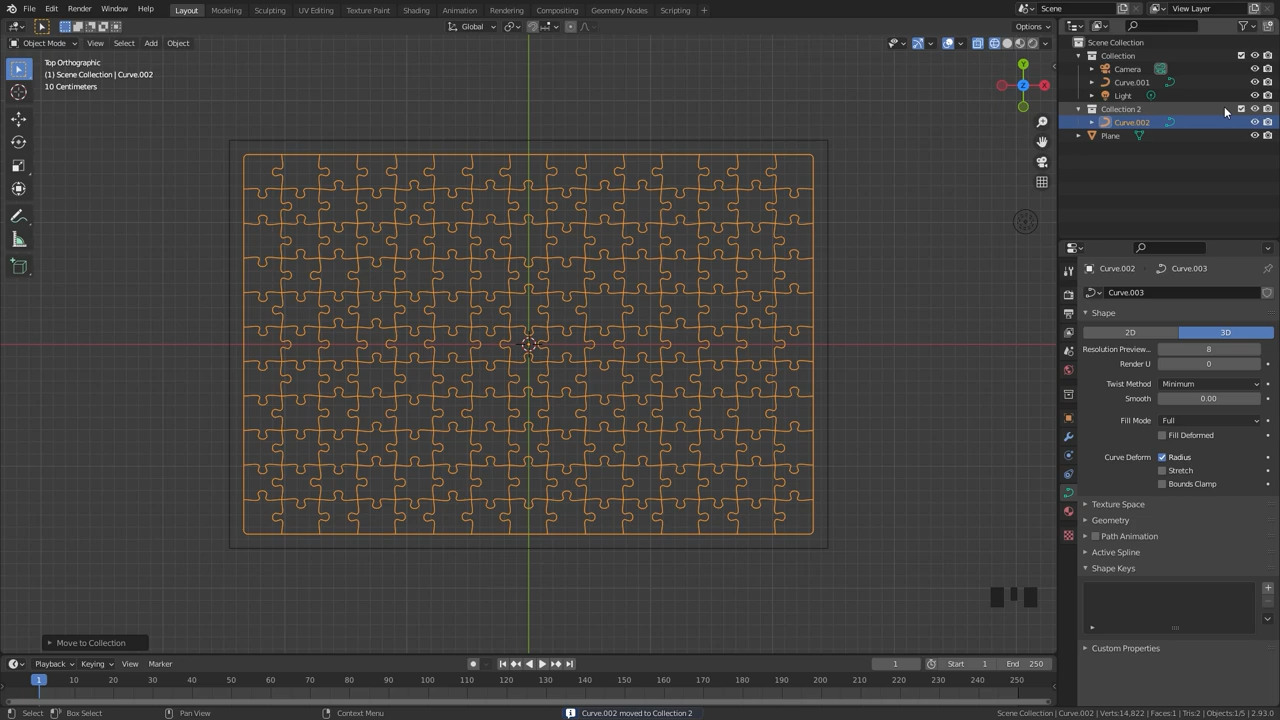 File Edit Render Window Help Layout Modeling Sculpting UV Editing Texture Paint Shading Animation Rendering Compositing Geometry Nodes Scripting Scene View Layer
Global Options
Object Mode View Select Add Object
Top Orthographic
(1) Scene Collection | Curve.002
10 Centimeters
Y
Z
X
Move to Collection
Scene Collection
Collection
Camera
Curve.001
Light
Collection 2
Curve.002
Plane
Curve.002 Curve.003
Curve.003
Shape
2D 3D
Resolution Preview... 8
Render U 0
Twist Method Minimum
Smooth 0.00
Fill Mode Full
Fill Deformed
Curve Deform Radius
Stretch
Bounds Clamp
Texture Space
Geometry
Path Animation
Active Spline
Shape Keys
Custom Properties
Playback Keying View Marker 1 Start 1 End 250
1 10 20 30 40 50 60 70 80 90 100 110 120 130 140 150 160 170 180 190 200 210 220 230 240 250
Select Box Select Pan View Context Menu Curve.002 moved to Collection 2 Scene Collection | Curve.002 | Verts:14,822 | Faces:1 | Tris:2 | Objects:1/5 | 2.93.0